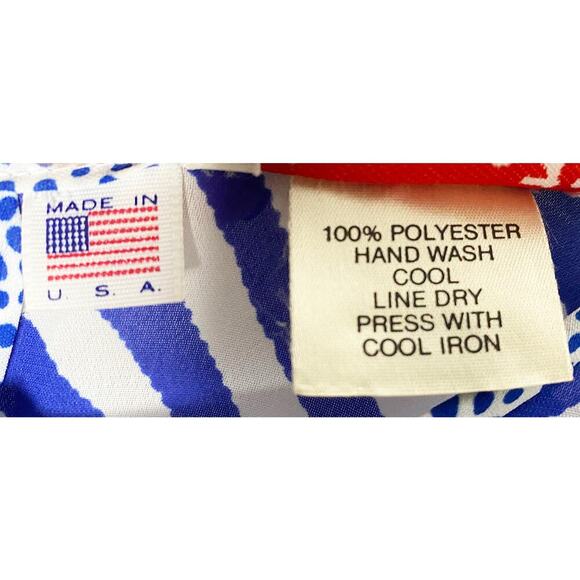 MADE IN
U. S. A.
100% POLYESTER
HAND WASH
COOL
LINE DRY
PRESS WITH
COOL IRON